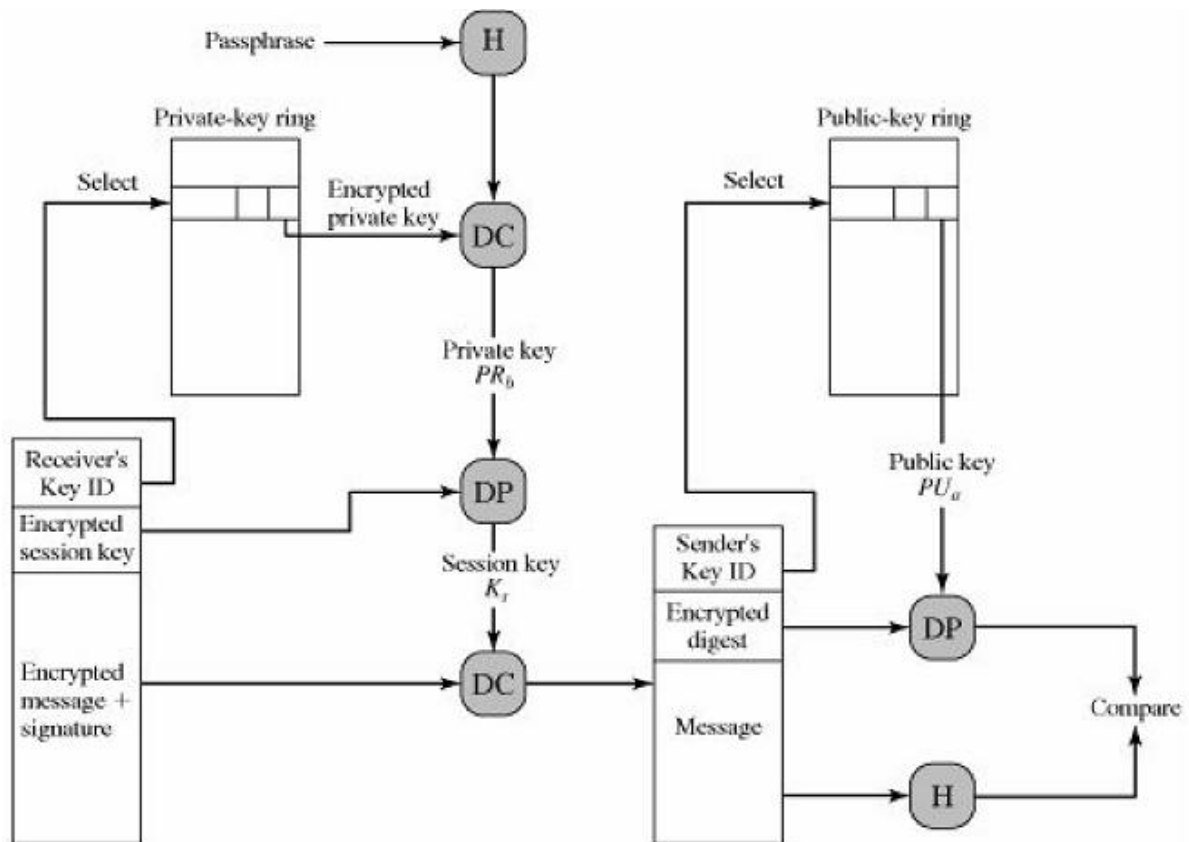 Passphrase
H
Private-key ring
Public-key ring
Select
Encrypted
private key
Select
DC
Private key
PR_b
Receiver's
Key ID
DP
Public key
PU_a
Encrypted
session key
Session key
K_s
Sender's
Key ID
Encrypted
digest
DP
Encrypted
message +
signature
DC
Message
Compare
H